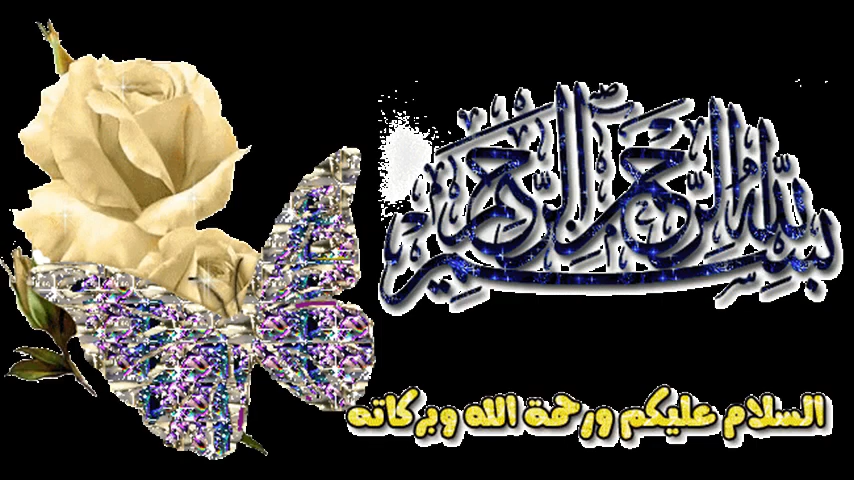 بسم الله الرحمن الرحيم
السلام عليكم ورحمة الله وبركاته